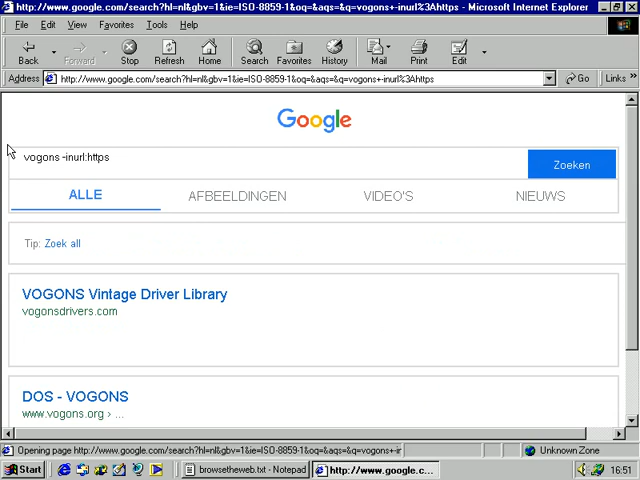 http://www.google.com/search?hl=nl&gbv=1&ie=ISO-8859-1&oq=&aqs=&q=vogons+-inurl%3Ahttps - Microsoft Internet Explorer
File Edit View Favorites Tools Help
Back Forward Stop Refresh Home Search Favorites History Mail Print Edit
Address http://www.google.com/search?hl=nl&gbv=1&ie=ISO-8859-1&oq=&aqs=&q=vogons+-inurl%3Ahttps Go Links »
Google
vogons -inurl:https Zoeken
ALLE AFBEELDINGEN VIDEO'S NIEUWS
Tip: Zoek all
VOGONS Vintage Driver Library
vogonsdrivers.com
DOS - VOGONS
www.vogons.org › ...
Opening page http://www.google.com/search?hl=nl&gbv=1&ie=ISO-8859-1&oq=&aqs=&q=vogons+-ir Unknown Zone
Start browsetheweb.txt - Notepad http://www.google.c... 16:51